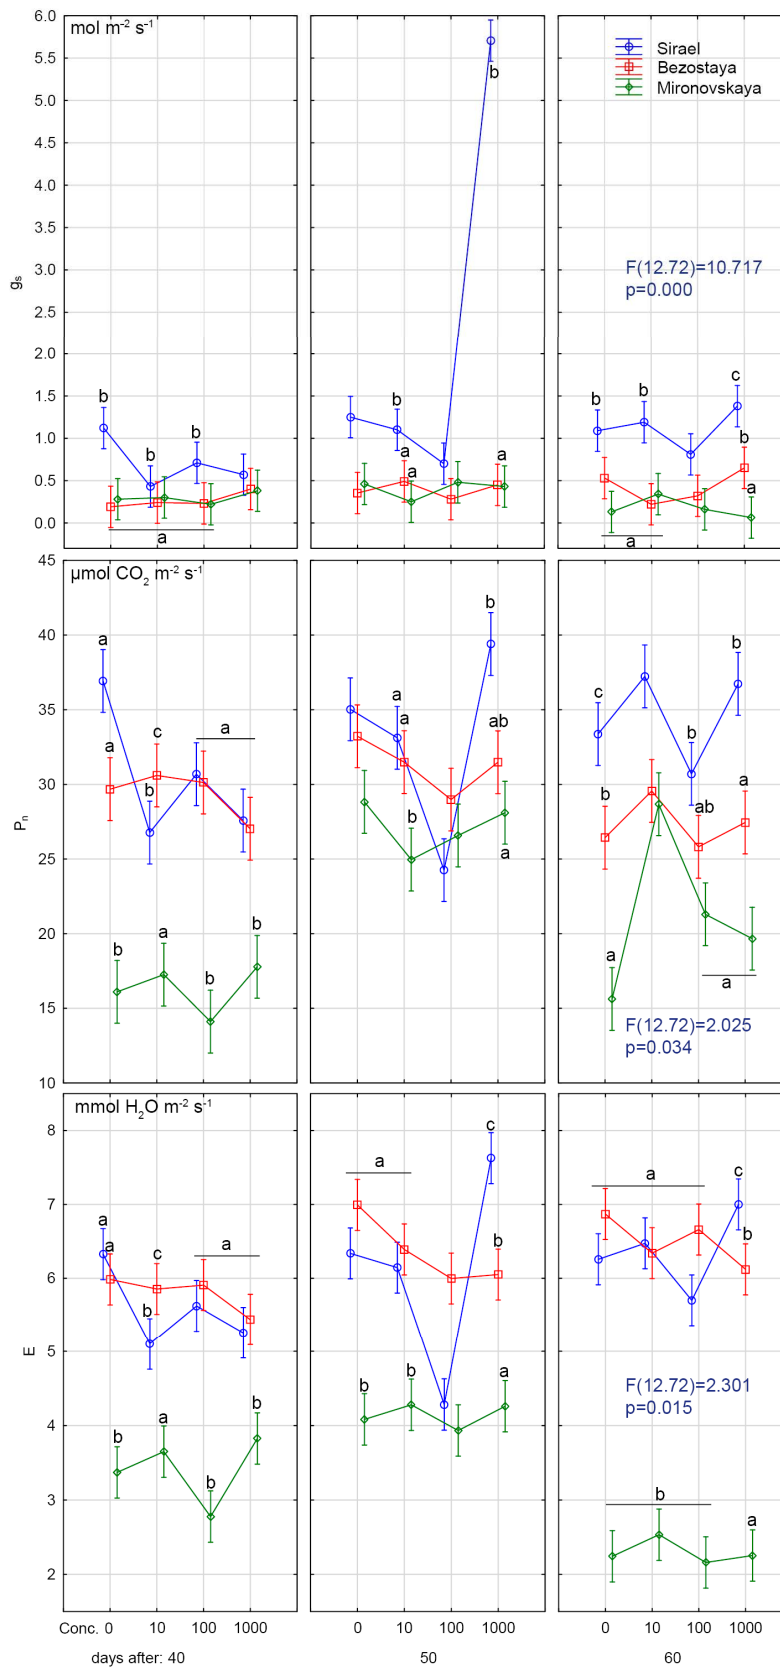 mol m⁻² s⁻¹
Sirael
Bezostaya
Mironovskaya
6.0
5.5
5.0
4.5
4.0
3.5
3.0
2.5
2.0
1.5
1.0
0.5
0.0
gₛ
b
b
b
a
b
a
a
a
F(12.72)=10.717
p=0.000
b
b
c
b
a
a
µmol CO₂ m⁻² s⁻¹
45
40
35
30
25
20
15
10
Pₙ
a
a
c
b
a
b
a
b
b
a
a
b
b
ab
a
c
b
b
ab
a
a
a
F(12.72)=2.025
p=0.034
mmol H₂O m⁻² s⁻¹
8
7
6
5
4
3
2
E
a
a
c
b
a
b
a
b
b
a
c
b
b
b
a
a
c
b
F(12.72)=2.301
p=0.015
b
a
Conc. 0 10 100 1000 0 10 100 1000 0 10 100 1000
days after: 40 50 60